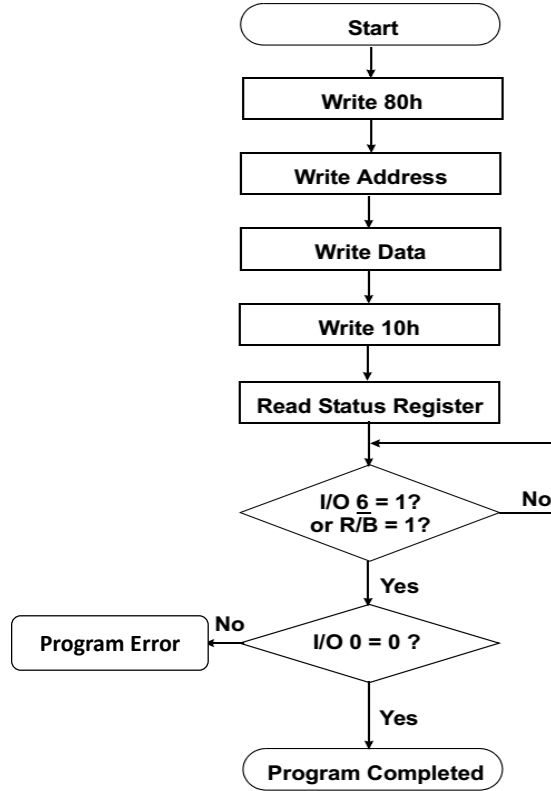 Start
Write 80h
Write Address
Write Data
Write 10h
Read Status Register
I/O 6 = 1?
or R/B = 1?
No
Yes
No
Program Error
I/O 0 = 0 ?
Yes
Program Completed